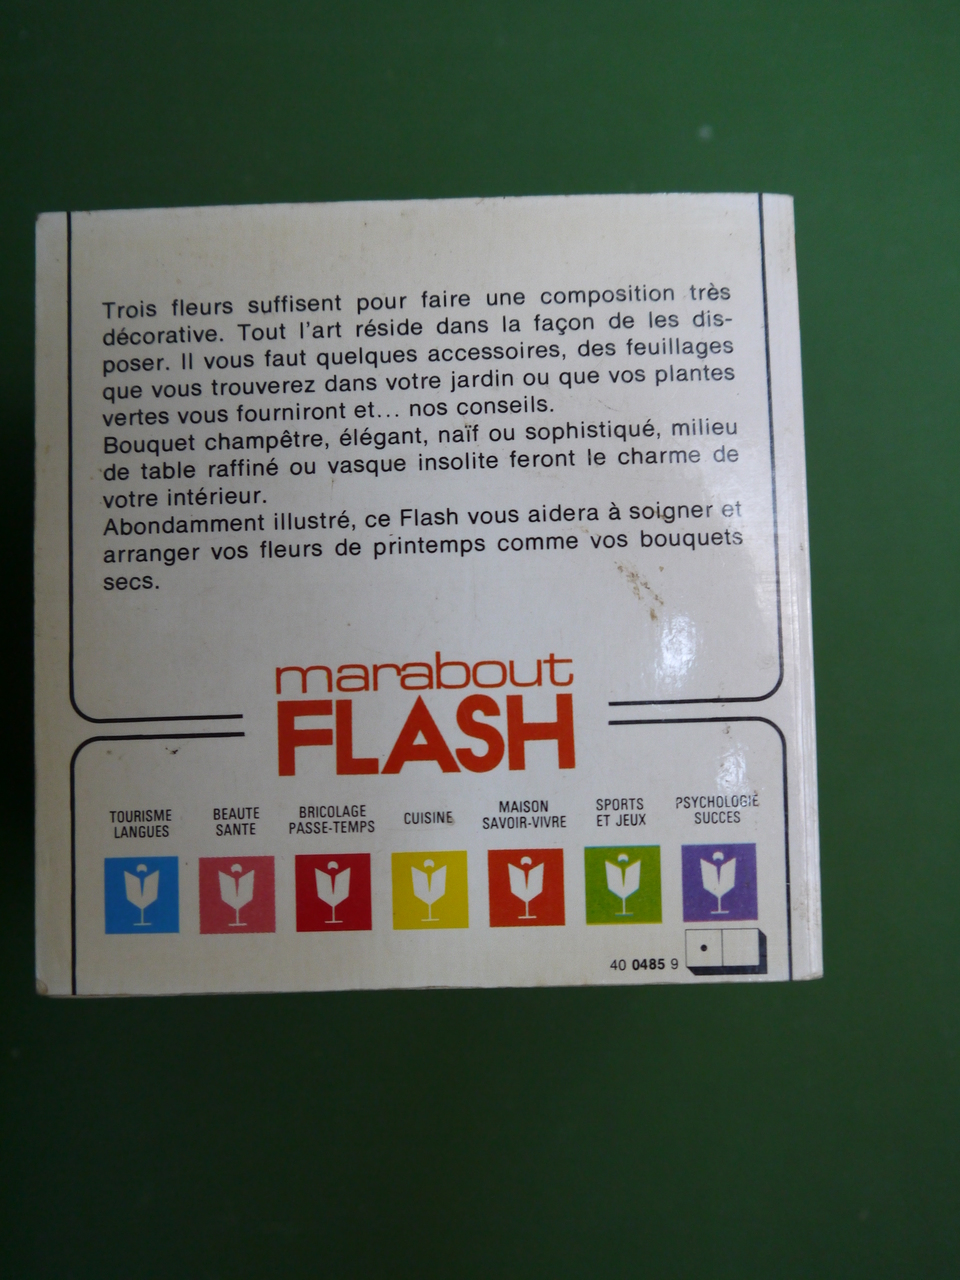 Trois fleurs suffisent pour faire une composition très
décorative. Tout l'art réside dans la façon de les dis-
poser. Il vous faut quelques accessoires, des feuillages
que vous trouverez dans votre jardin ou que vos plantes
vertes vous fourniront et... nos conseils.
Bouquet champêtre, élégant, naïf ou sophistiqué, milieu
de table raffiné ou vasque insolite feront le charme de
votre intérieur.
Abondamment illustré, ce Flash vous aidera à soigner et
arranger vos fleurs de printemps comme vos bouquets
secs.
marabout
FLASH
TOURISME
LANGUES
BEAUTE
SANTE
BRICOLAGE
PASSE-TEMPS
CUISINE
MAISON
SAVOIR-VIVRE
SPORTS
ET JEUX
PSYCHOLOGIE
SUCCES
40 0485 9